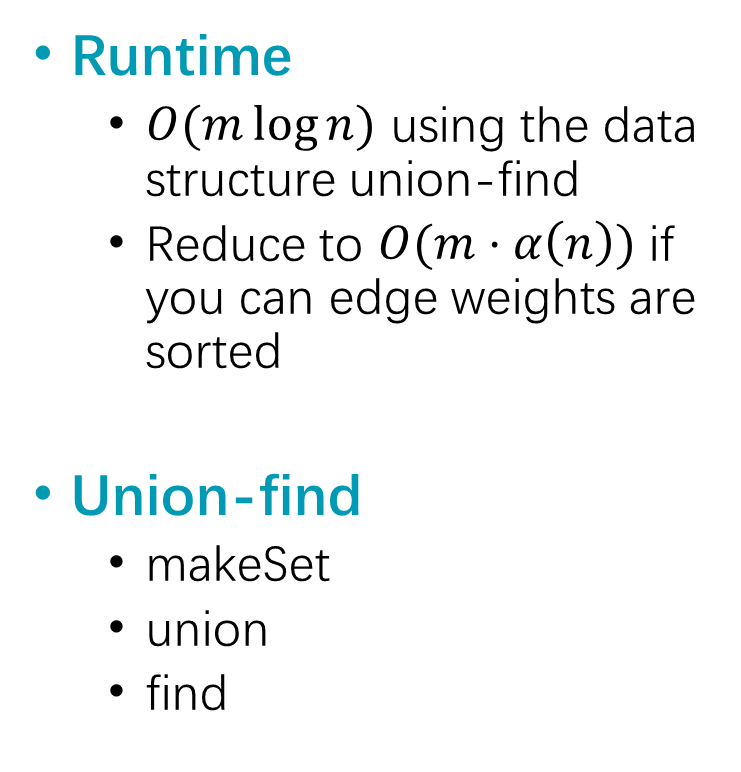 • Runtime
• O(m log n) using the data
structure union-find
• Reduce to O(m · α(n)) if
you can edge weights are
sorted
• Union-find
• makeSet
• union
• find